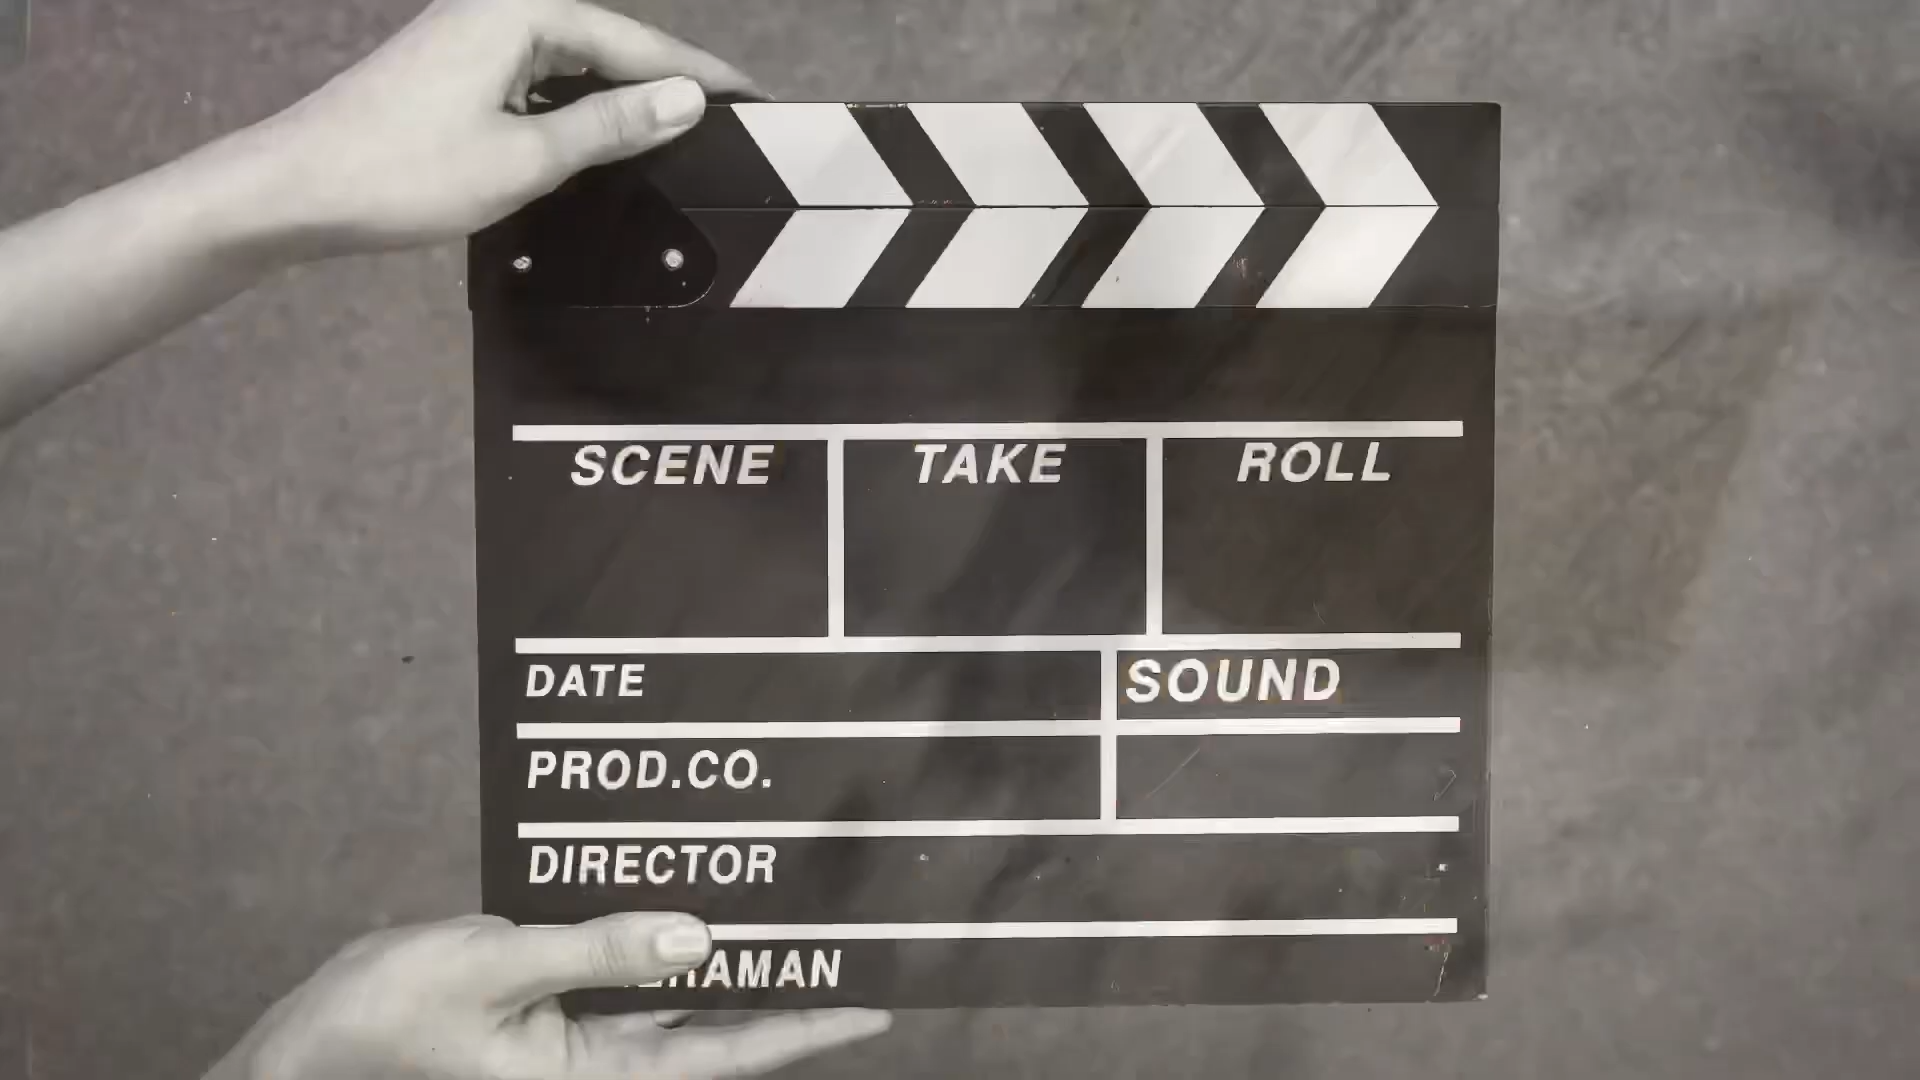 SCENE TAKE ROLL
DATE SOUND
PROD.CO.
DIRECTOR